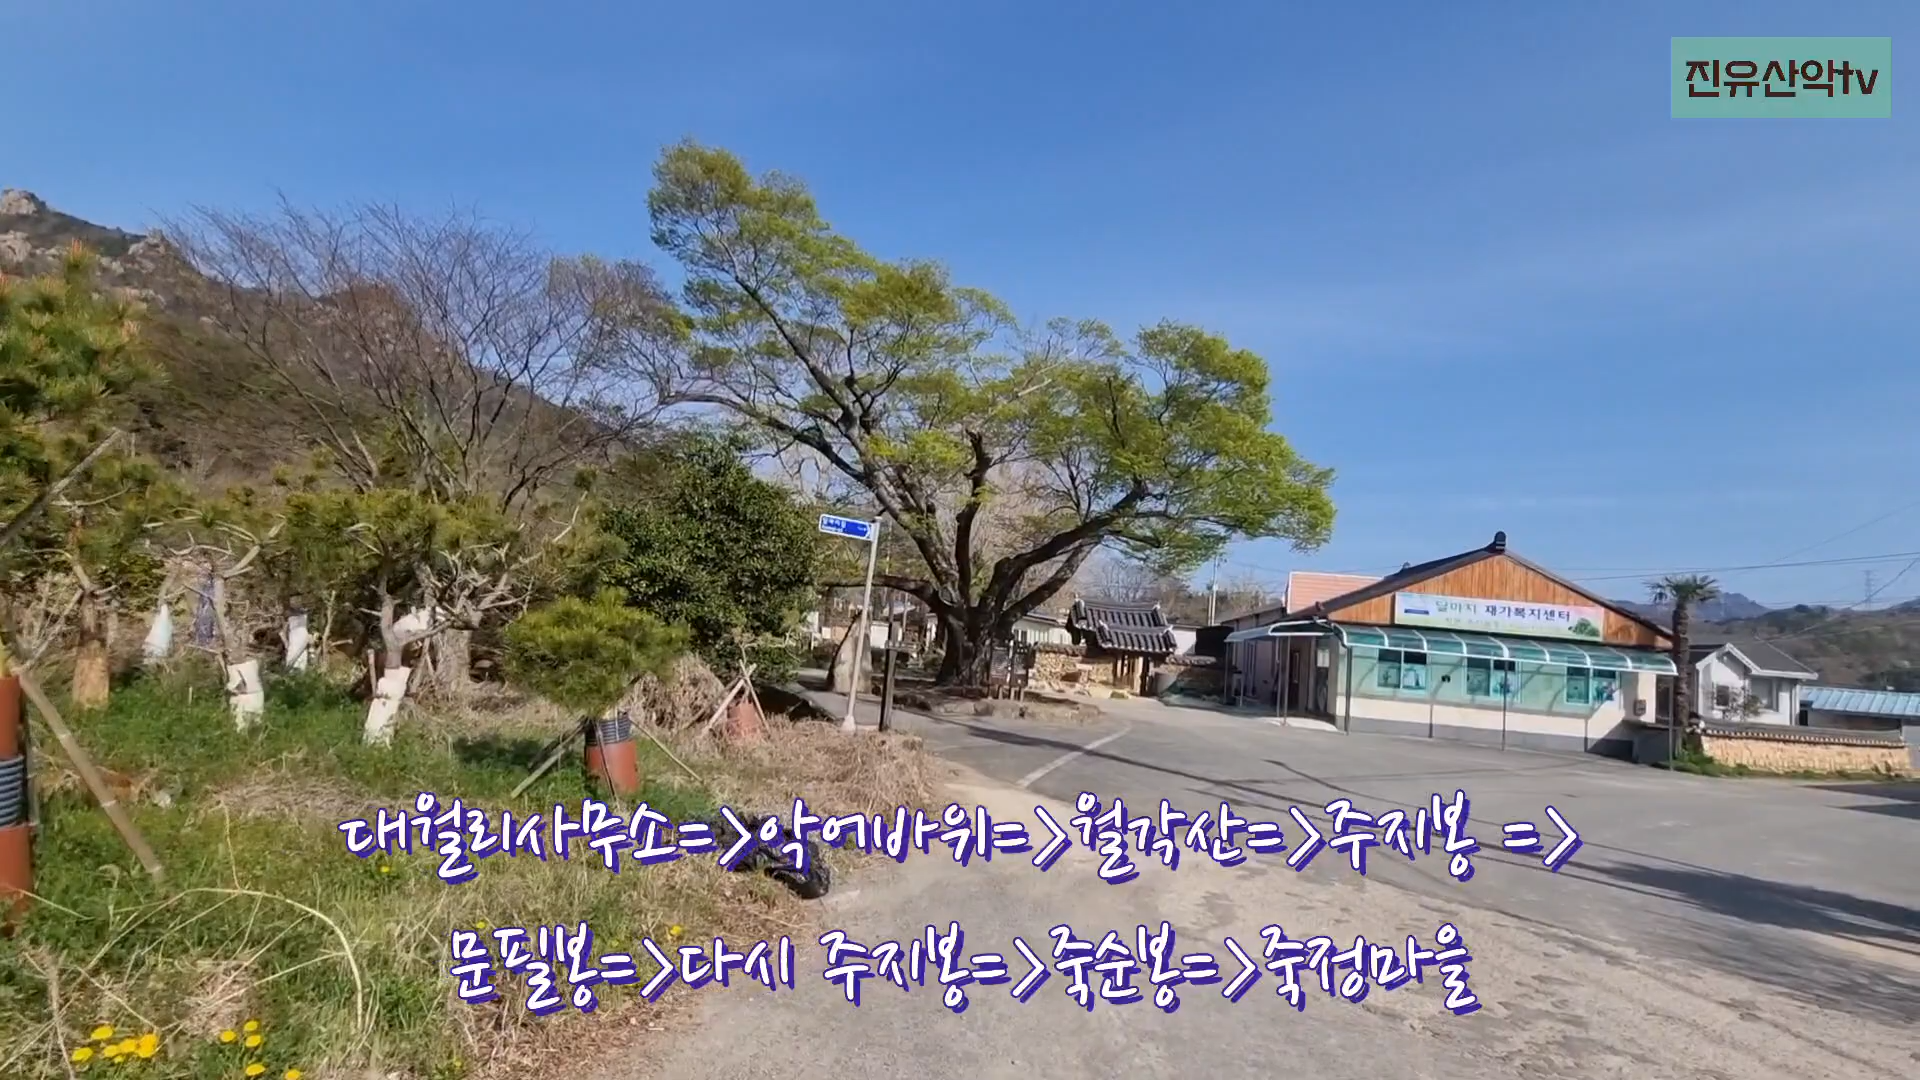 진유산악tv
달마지 재가복지센터
대월리사무소=>악어바위=>월각산=>주지봉 =>
문필봉=>다시 주지봉=>죽순봉=>죽정마을